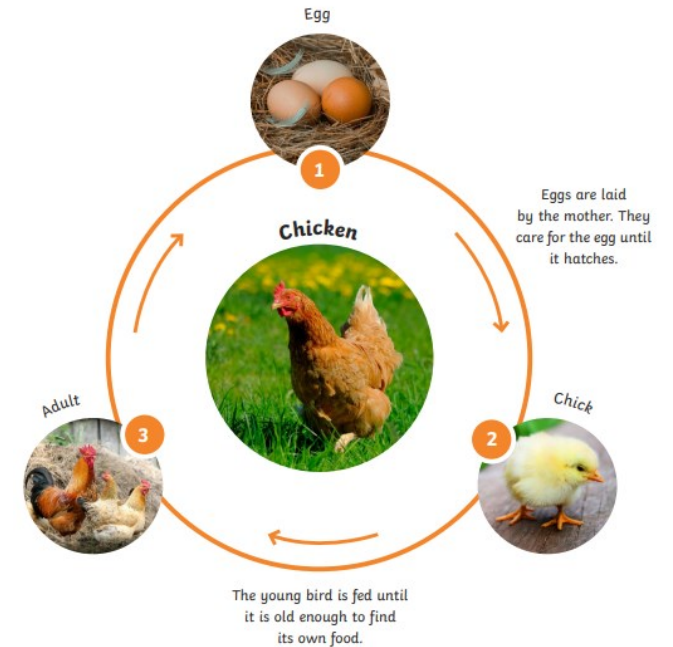 Egg
1
Eggs are laid
by the mother. They
care for the egg until
it hatches.
Chicken
Chick
2
Adult
3
The young bird is fed until
it is old enough to find
its own food.